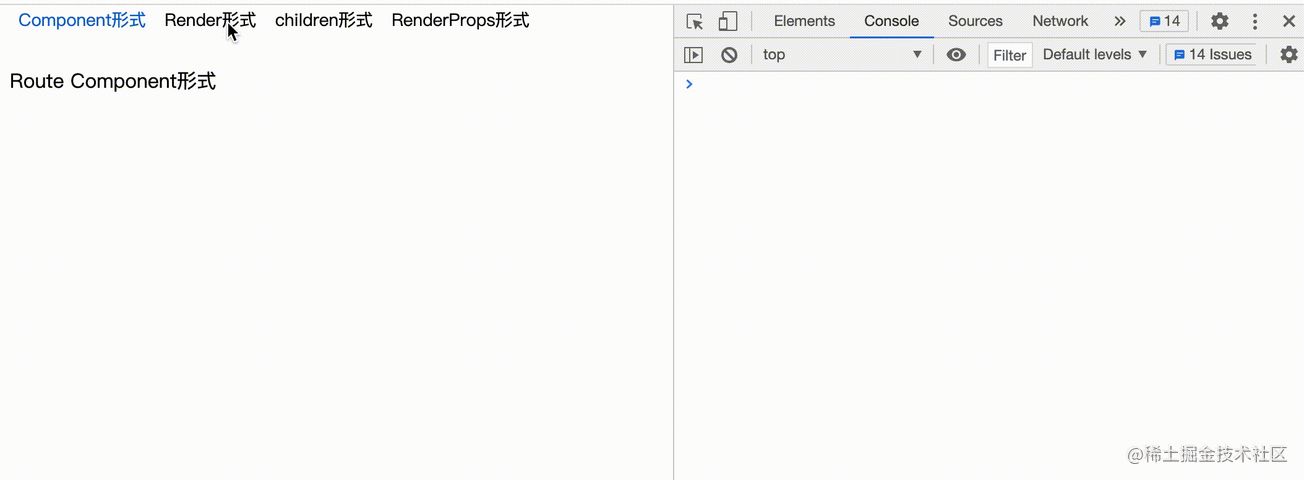 Component形式 Render形式 children形式 RenderProps形式
Route Component形式
Elements Console Sources Network » 14
top Filter Default levels ▼ 14 Issues
>
@稀土掘金技术社区